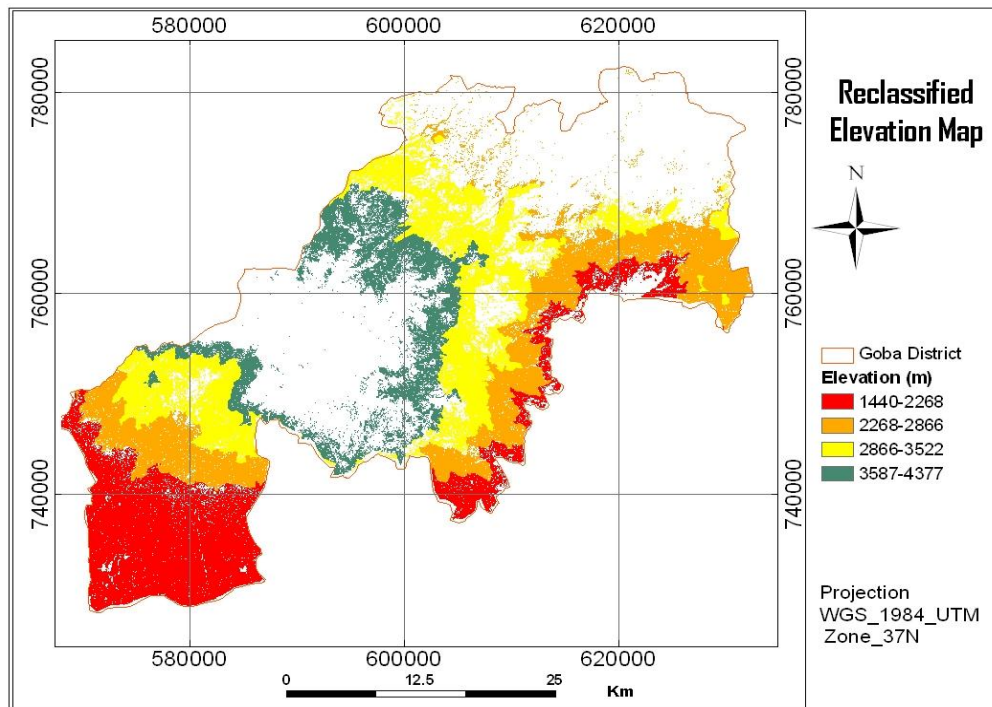 580000 600000 620000
780000 780000
760000 760000
740000 740000
580000 600000 620000
0 12.5 25
Km
Reclassified
Elevation Map
N
Goba District
Elevation (m)
1440-2268
2268-2866
2866-3522
3587-4377
Projection
WGS_1984_UTM
Zone_37N